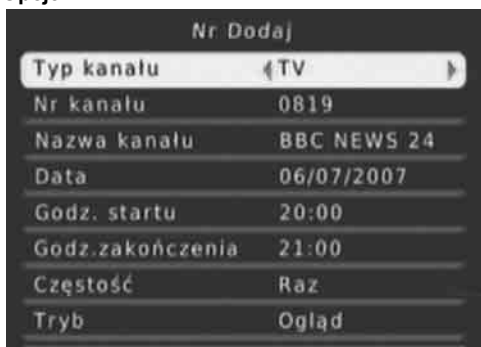 Nr Dodaj
Typ kanału TV
Nr kanału 0819
Nazwa kanału BBC NEWS 24
Data 06/07/2007
Godz. startu 20:00
Godz.zakończenia 21:00
Częstość Raz
Tryb Ogląd